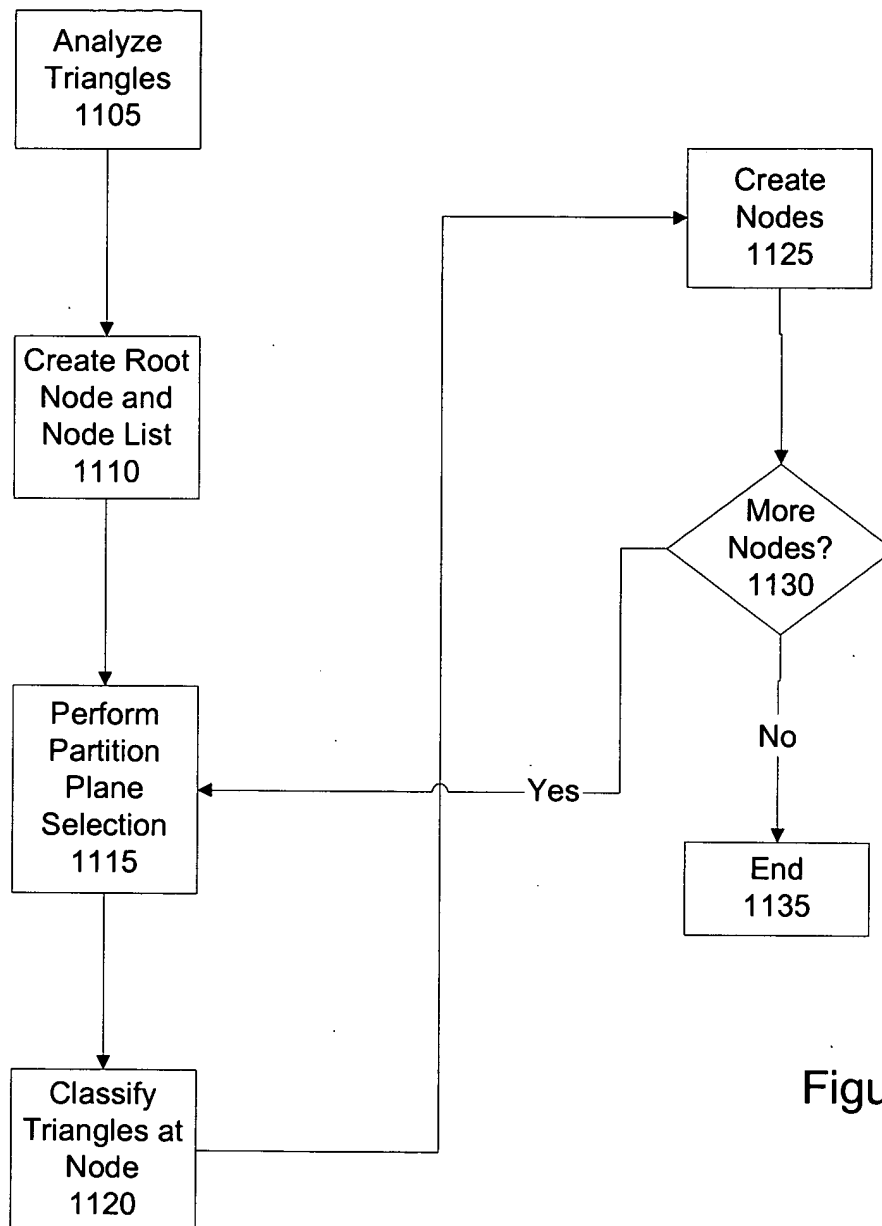 Analyze
Triangles
1105
Create Root
Node and
Node List
1110
Perform
Partition
Plane
Selection
1115
Classify
Triangles at
Node
1120
Create
Nodes
1125
More
Nodes?
1130
Yes
No
End
1135